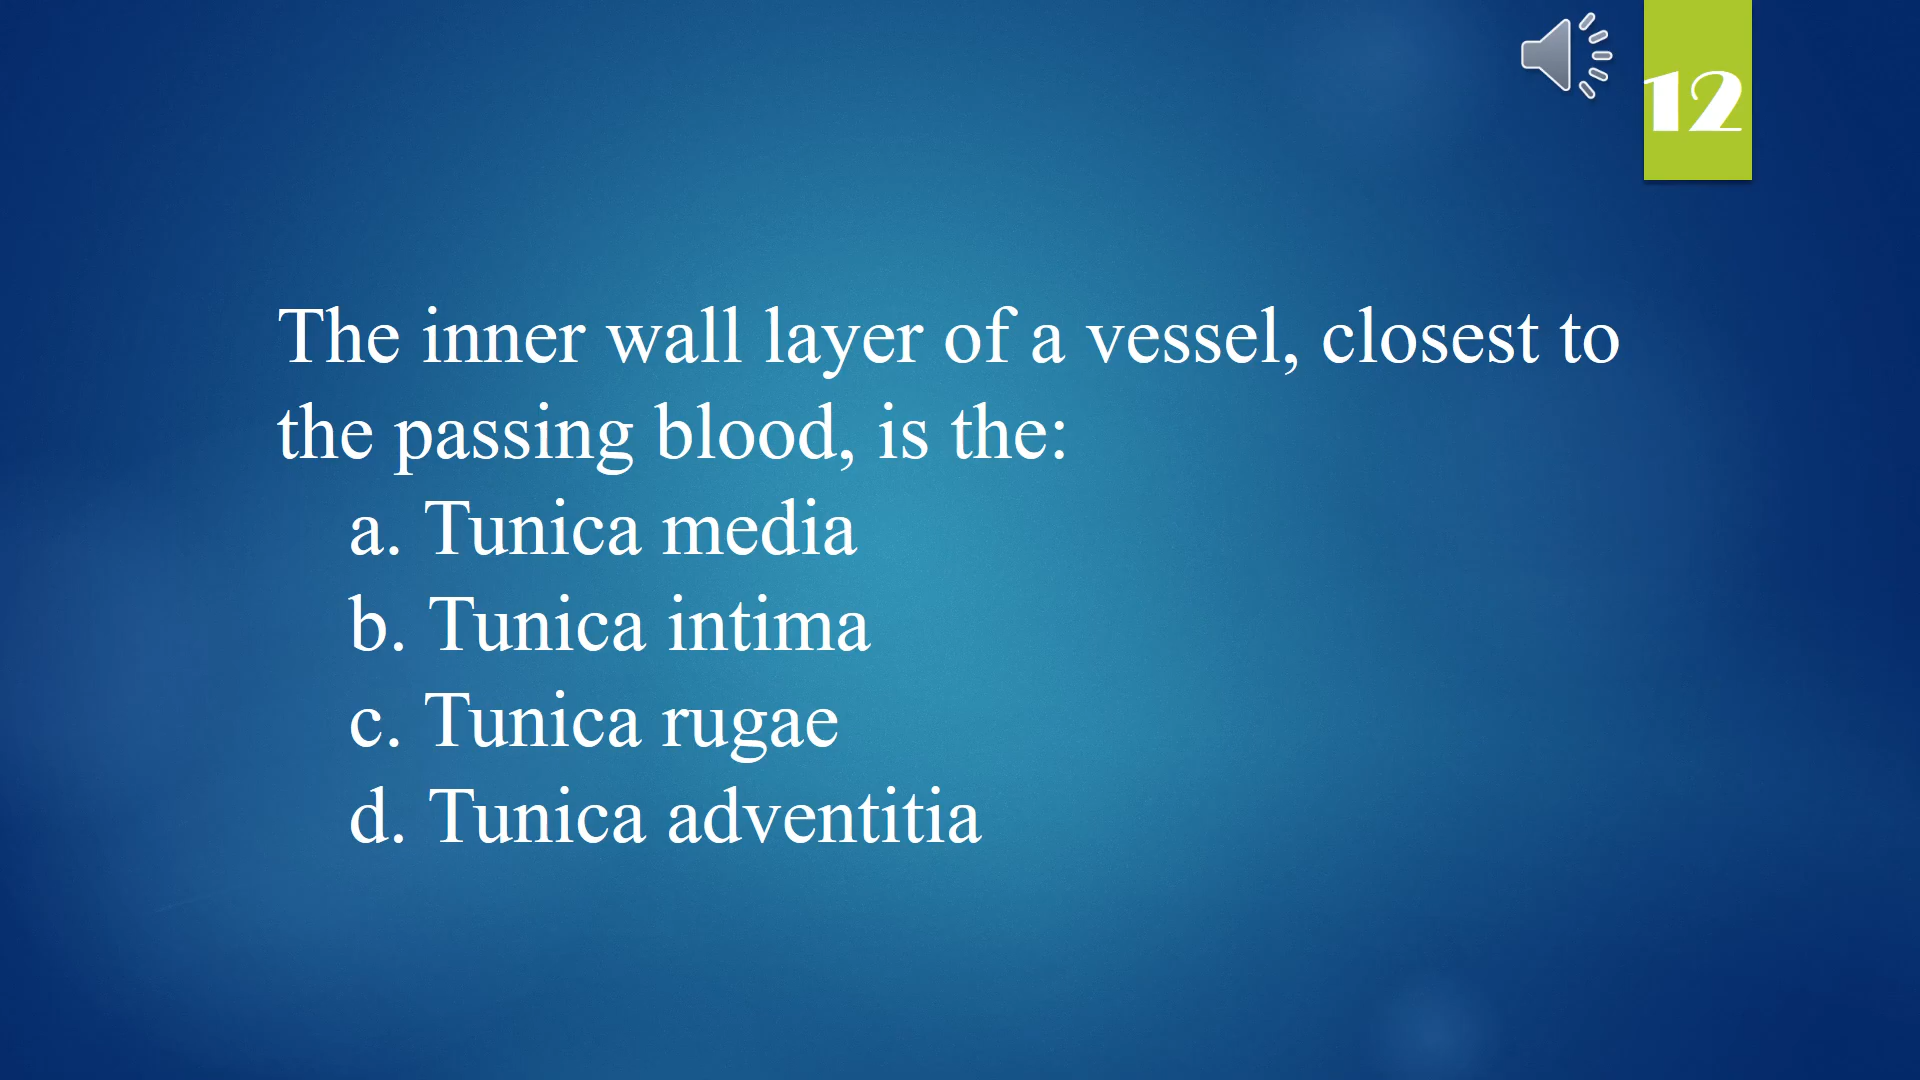 12
The inner wall layer of a vessel, closest to
the passing blood, is the:
a. Tunica media
b. Tunica intima
c. Tunica rugae
d. Tunica adventitia